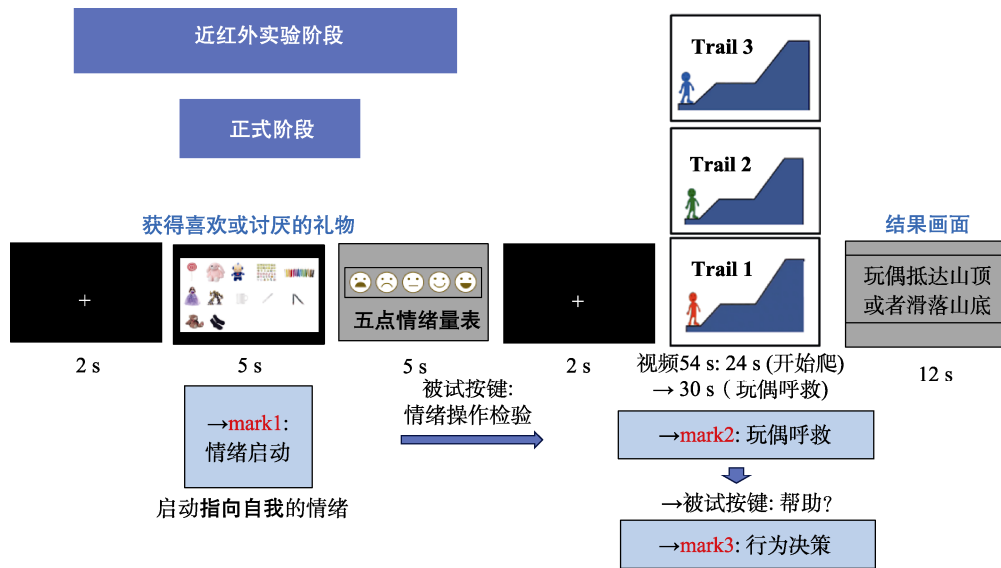 近红外实验阶段
正式阶段
Trail 3
Trail 2
Trail 1
获得喜欢或讨厌的礼物
结果画面
五点情绪量表
玩偶抵达山顶
或者滑落山底
2 s
5 s
5 s
2 s
视频54 s: 24 s (开始爬)
→ 30 s ( 玩偶呼救)
12 s
被试按键:
情绪操作检验
→mark1:
情绪启动
启动指向自我的情绪
→mark2: 玩偶呼救
→被试按键: 帮助?
→mark3: 行为决策